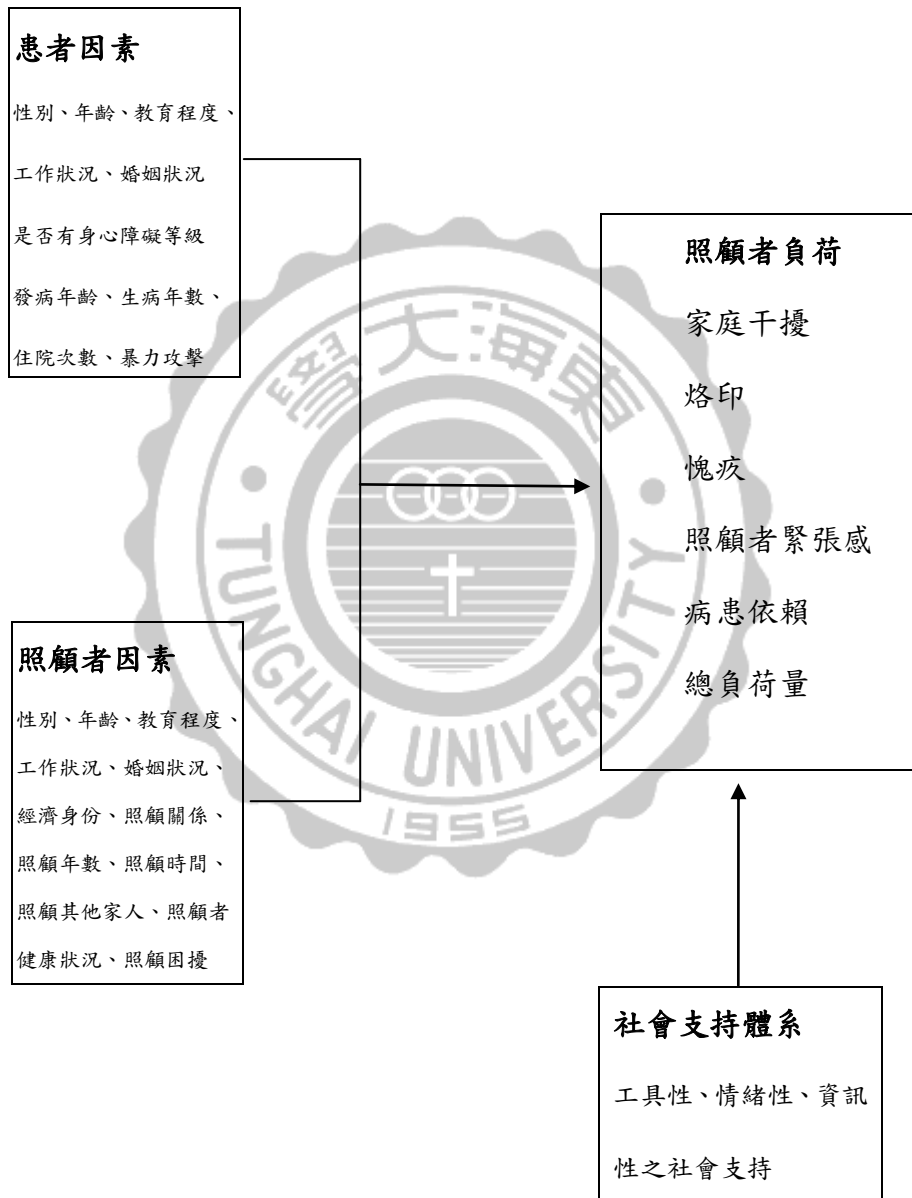 患者因素
性別、年齡、教育程度、
工作狀況、婚姻狀況
是否有身心障礙等級
發病年齡、生病年數、
住院次數、暴力攻擊
照顧者負荷
家庭干擾
烙印
愧疚
照顧者緊張感
病患依賴
總負荷量
照顧者因素
性別、年齡、教育程度、
工作狀況、婚姻狀況、
經濟身份、照顧關係、
照顧年數、照顧時間、
照顧其他家人、照顧者
健康狀況、照顧困擾
社會支持體系
工具性、情緒性、資訊
性之社會支持
學大海東
TUNGHAI UNIVERSITY
1955